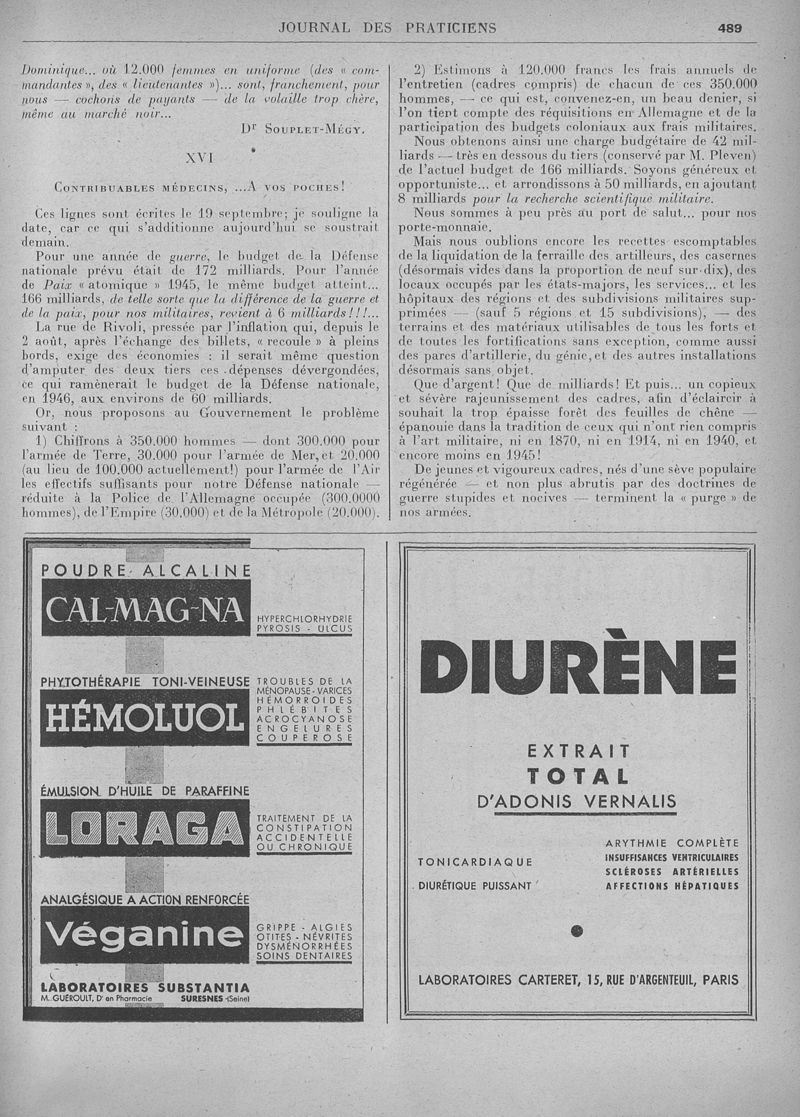 JOURNAL DES PRATICIENS 489
Dominique... où 12.000 femmes en uniforme (des « com-
mandantes », des « lieutenantes »)... sont, franchement, pour
nous — cochons de payants — de la volaille trop chère,
même au marché noir...
Dr SOUPLET-MÉGY.
*
XVI
CONTRIBUABLES MÉDECINS, ...A VOS POCHES!
Ces lignes sont écrites le 19 septembre; je souligne la
date, car ce qui s'additionne aujourd'hui se soustrait
demain.
Pour une année de guerre, le budget de la Défense
nationale prévu était de 172 milliards. Pour l'année
de Paix « atomique » 1945, le même budget atteint...
166 milliards, de telle sorte que la différence de la guerre et
de la paix, pour nos militaires, revient à 6 milliards!!!...
La rue de Rivoli, pressée par l'inflation qui, depuis le
2 août, après l'échange des billets, « recoule » à pleins
bords, exige des économies : il serait même question
d'amputer des deux tiers ces dépenses dévergondées,
ce qui ramènerait le budget de la Défense nationale,
en 1946, aux environs de 60 milliards.
Or, nous proposons au Gouvernement le problème
suivant :
1) Chiffrons à 350.000 hommes — dont 300.000 pour
l'armée de Terre, 30.000 pour l'armée de Mer, et 20.000
(au lieu de 100.000 actuellement!) pour l'armée de l'Air
les effectifs suffisants pour notre Défense nationale —
réduite à la Police de l'Allemagne occupée (300.0000
hommes), de l'Empire (30.000) et de la Métropole (20.000).
2) Estimons à 120.000 francs les frais annuels de
l'entretien (cadres compris) de chacun de ces 350.000
hommes, — ce qui est, convenez-en, un beau denier, si
l'on tient compte des réquisitions en Allemagne et de la
participation des budgets coloniaux aux frais militaires.
Nous obtenons ainsi une charge budgétaire de 42 mil-
liards — très en dessous du tiers (conservé par M. Pleven)
de l'actuel budget de 166 milliards. Soyons généreux et
opportuniste... et arrondissons à 50 milliards, en ajoutant
8 milliards pour la recherche scientifique militaire.
Nous sommes à peu près au port de salut... pour nos
porte-monnaie.
Mais nous oublions encore les recettes escomptables
de la liquidation de la ferraille des artilleurs, des casernes
(désormais vides dans la proportion de neuf sur dix), des
locaux occupés par les états-majors, les services... et les
hôpitaux des régions et des subdivisions militaires sup-
primées — (sauf 5 régions et 15 subdivisions), — des
terrains et des matériaux utilisables de tous les forts et
de toutes les fortifications sans exception, comme aussi
des parcs d'artillerie, du génie, et des autres installations
désormais sans objet.
Que d'argent! Que de milliards! Et puis... un copieux
et sévère rajeunissement des cadres, afin d'éclaircir à
souhait la trop épaisse forêt des feuilles de chêne —
épanouie dans la tradition de ceux qui n'ont rien compris
à l'art militaire, ni en 1870, ni en 1914, ni en 1940, et
encore moins en 1945!
De jeunes et vigoureux cadres, nés d'une sève populaire
régénérée — et non plus abrutis par des doctrines de
guerre stupides et nocives — terminent la « purge » de
nos armées.
POUDRE ALCALINE
CAL-MAG-NA
HYPERCHLORHYDRIE
PYROSIS - ULCUS
PHYTOTHÉRAPIE TONI-VEINEUSE
HÉMOLUOL
TROUBLES DE LA
MÉNOPAUSE - VARICES
HÉMORROIDES
PHLÉBITES
ACROCYANOSE
ENGELURES
COUPEROSE
ÉMULSION D'HUILE DE PARAFFINE
LORAGA
TRAITEMENT DE LA
CONSTIPATION
ACCIDENTELLE
OU CHRONIQUE
ANALGÉSIQUE A ACTION RENFORCÉE
Véganine
GRIPPE - ALGIES
OTITES - NÉVRITES
DYSMÉNORRHÉES
SOINS DENTAIRES
LABORATOIRES SUBSTANTIA
M. GUÉROULT, Dr en Pharmacie SURESNES (Seine)
DIURÈNE
EXTRAIT
TOTAL
D'ADONIS VERNALIS
TONICARDIAQUE
DIURÉTIQUE PUISSANT
ARYTHMIE COMPLÈTE
INSUFFISANCES VENTRICULAIRES
SCLÉROSES ARTÉRIELLES
AFFECTIONS HÉPATIQUES
LABORATOIRES CARTERET, 15, RUE D'ARGENTEUIL, PARIS